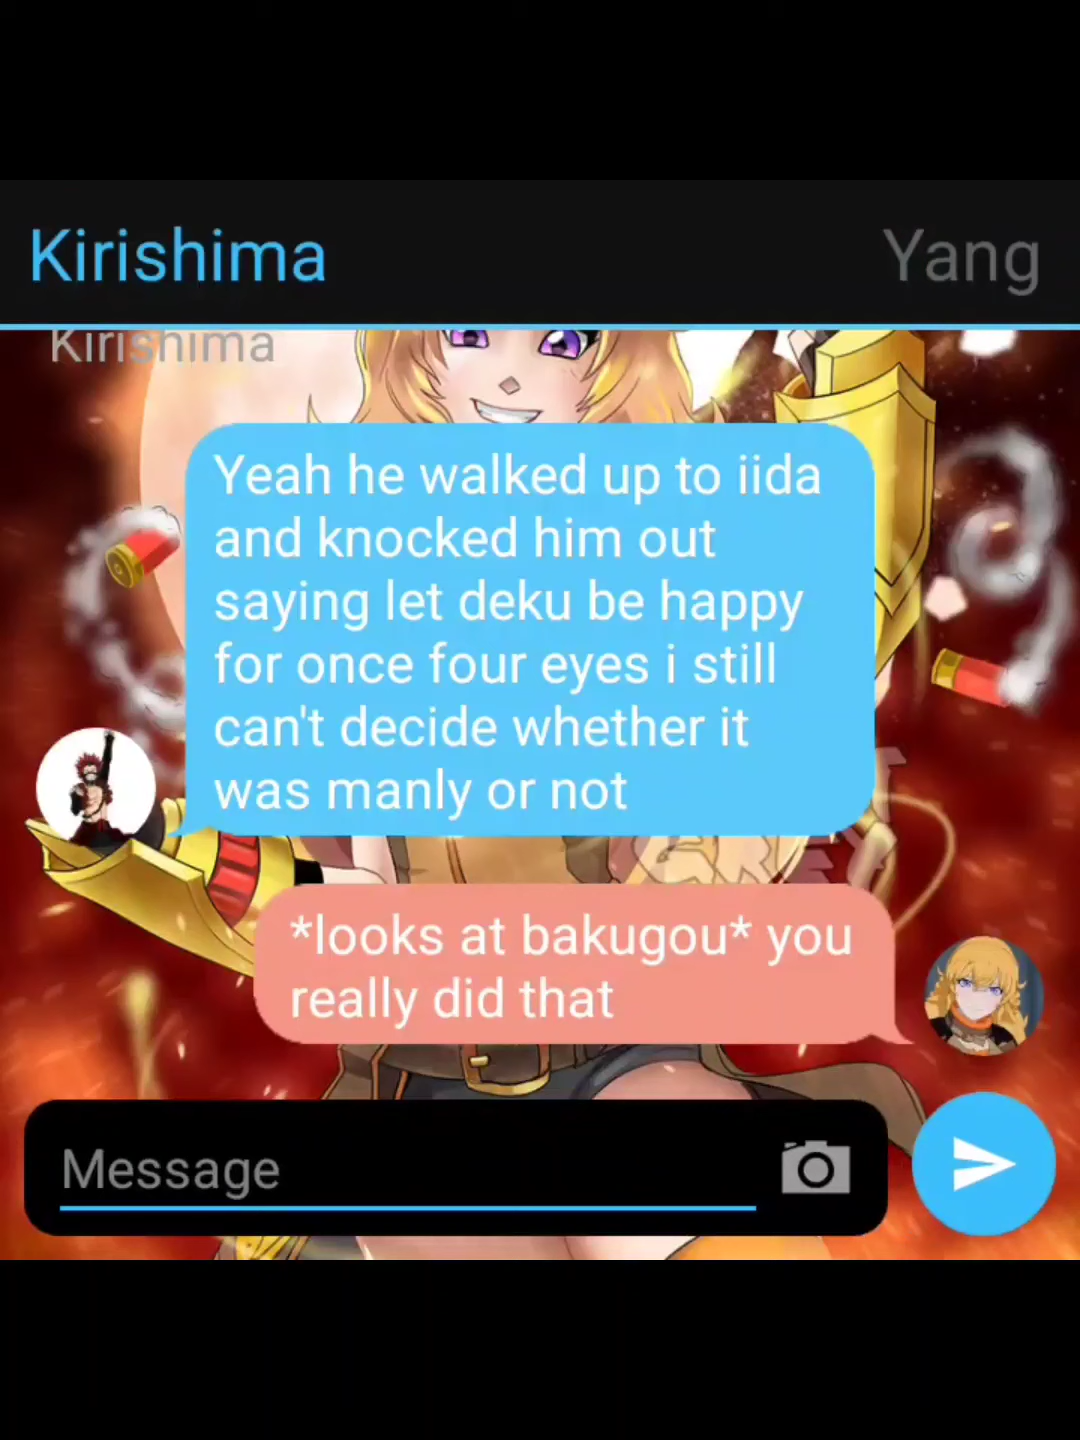 Kirishima
Yang
Kirishima
Yeah he walked up to iida
and knocked him out
saying let deku be happy
for once four eyes i still
can't decide whether it
was manly or not
*looks at bakugou* you
really did that
Message